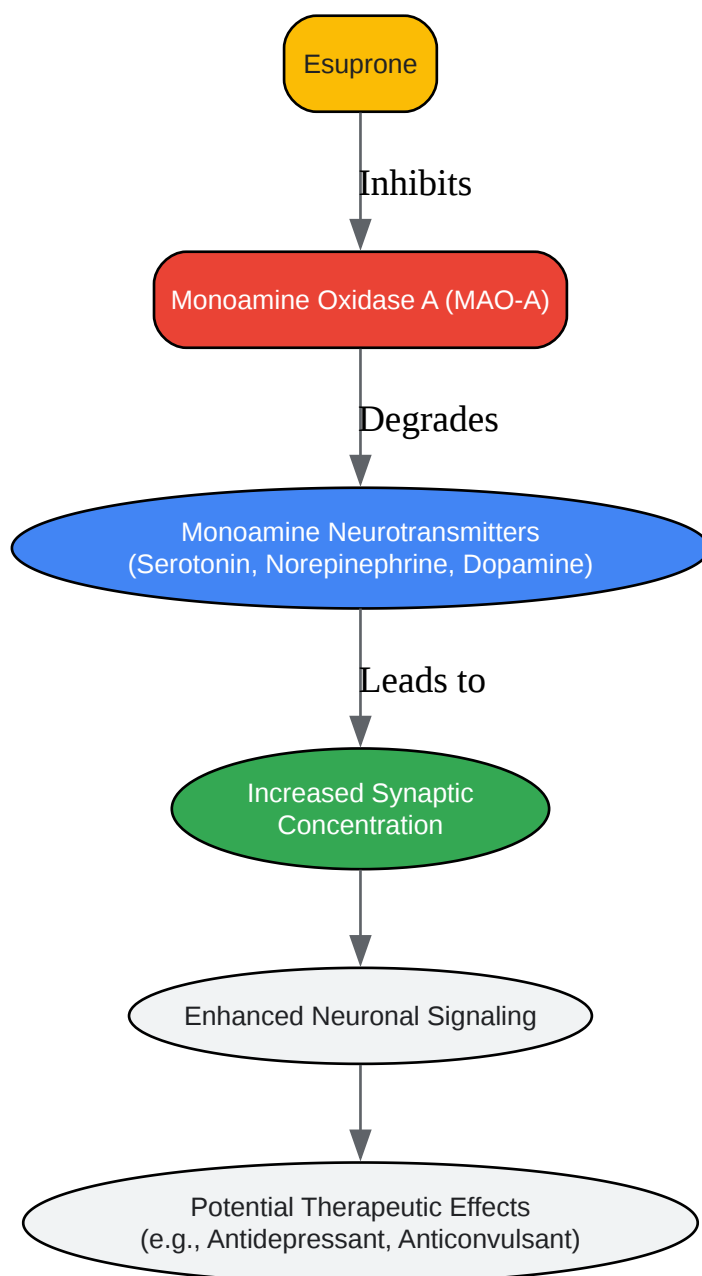 Esuprone
Inhibits
Monoamine Oxidase A (MAO-A)
Degrades
Monoamine Neurotransmitters
(Serotonin, Norepinephrine, Dopamine)
Leads to
Increased Synaptic
Concentration
Enhanced Neuronal Signaling
Potential Therapeutic Effects
(e.g., Antidepressant, Anticonvulsant)